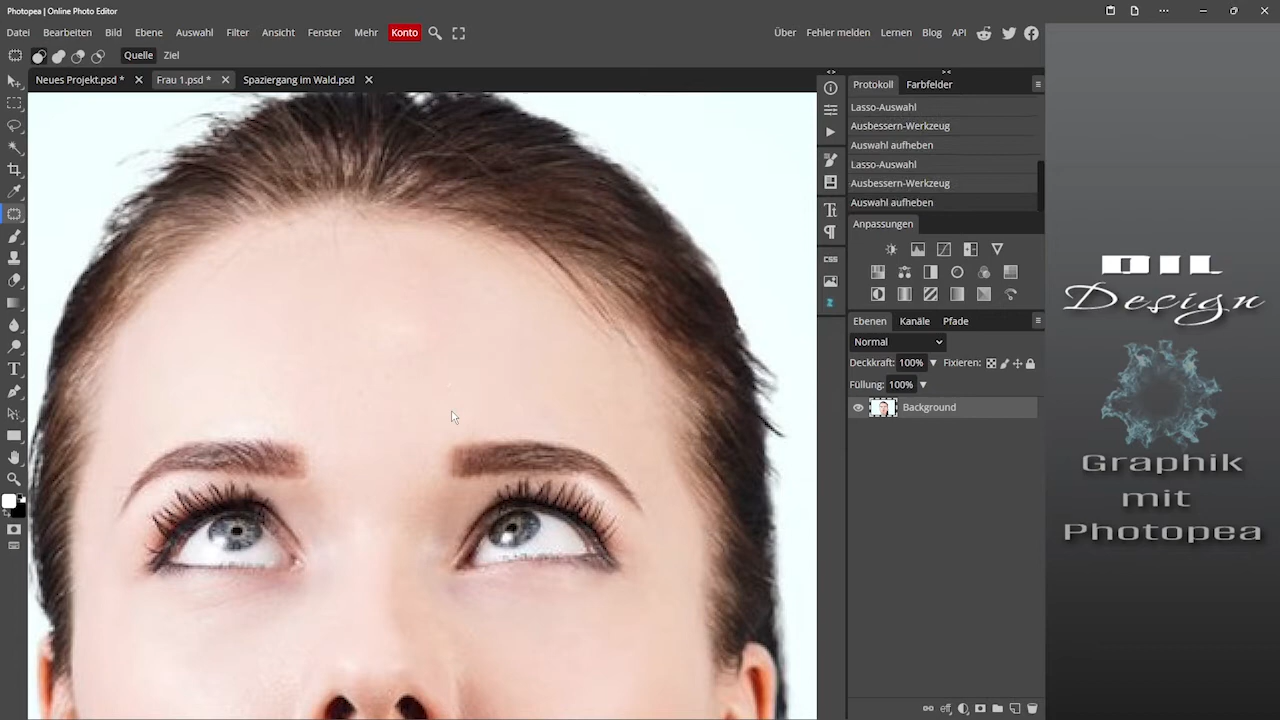 Photopea | Online Photo Editor
Datei Bearbeiten Bild Ebene Auswahl Filter Ansicht Fenster Mehr Konto
Über Fehler melden Lernen Blog API
Quelle Ziel
Neues Projekt.psd * Frau 1.psd * Spaziergang im Wald.psd
Protokoll Farbfelder
Lasso-Auswahl
Ausbessern-Werkzeug
Auswahl aufheben
Lasso-Auswahl
Ausbessern-Werkzeug
Auswahl aufheben
Anpassungen
CSS
Ebenen Kanäle Pfade
Normal
Deckkraft: 100% Fixieren:
Füllung: 100%
Background
eff
DIL
Design
Graphik
mit
Photopea